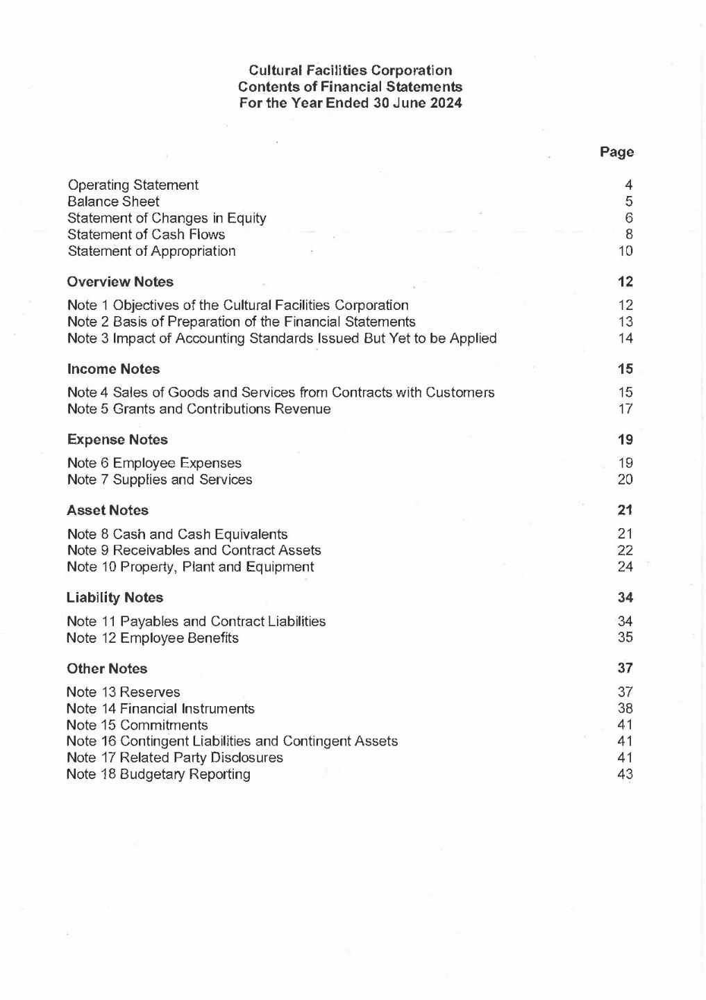 Cultural Facilities Corporation
Contents of Financial Statements
For the Year Ended 30 June 2024
Page
Operating Statement 4
Balance Sheet 5
Statement of Changes in Equity 6
Statement of Cash Flows 8
Statement of Appropriation 10
Overview Notes 12
Note 1 Objectives of the Cultural Facilities Corporation 12
Note 2 Basis of Preparation of the Financial Statements 13
Note 3 Impact of Accounting Standards Issued But Yet to be Applied 14
Income Notes 15
Note 4 Sales of Goods and Services from Contracts with Customers 15
Note 5 Grants and Contributions Revenue 17
Expense Notes 19
Note 6 Employee Expenses 19
Note 7 Supplies and Services 20
Asset Notes 21
Note 8 Cash and Cash Equivalents 21
Note 9 Receivables and Contract Assets 22
Note 10 Property, Plant and Equipment 24
Liability Notes 34
Note 11 Payables and Contract Liabilities 34
Note 12 Employee Benefits 35
Other Notes 37
Note 13 Reserves 37
Note 14 Financial Instruments 38
Note 15 Commitments 41
Note 16 Contingent Liabilities and Contingent Assets 41
Note 17 Related Party Disclosures 41
Note 18 Budgetary Reporting 43